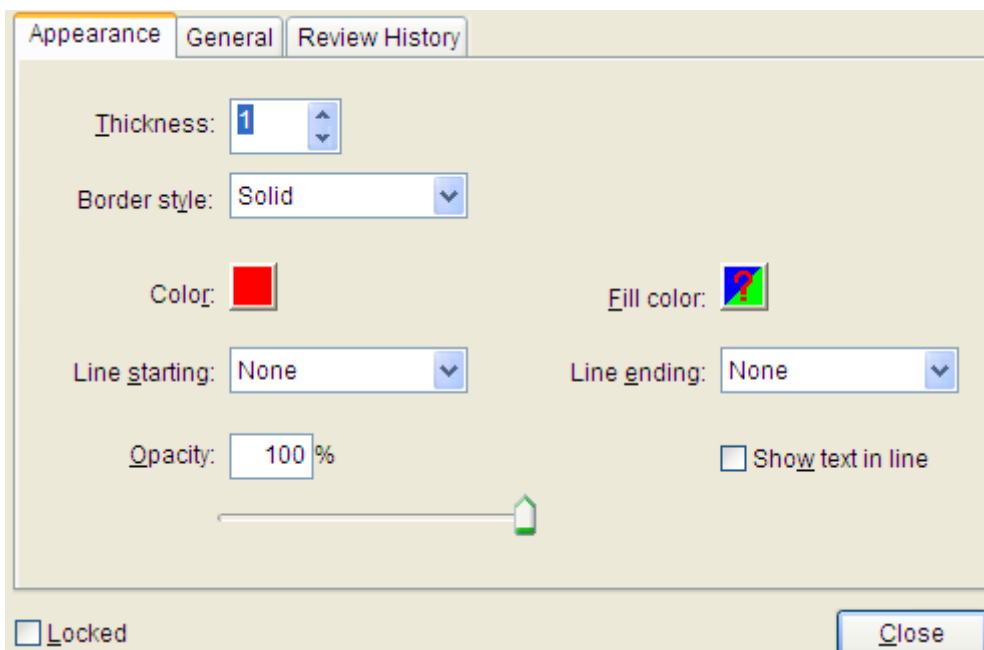 Appearance General Review History
Thickness: 1
Border style: Solid
Color: Fill color: ?
Line starting: None Line ending: None
Opacity: 100 % Show text in line
Locked Close